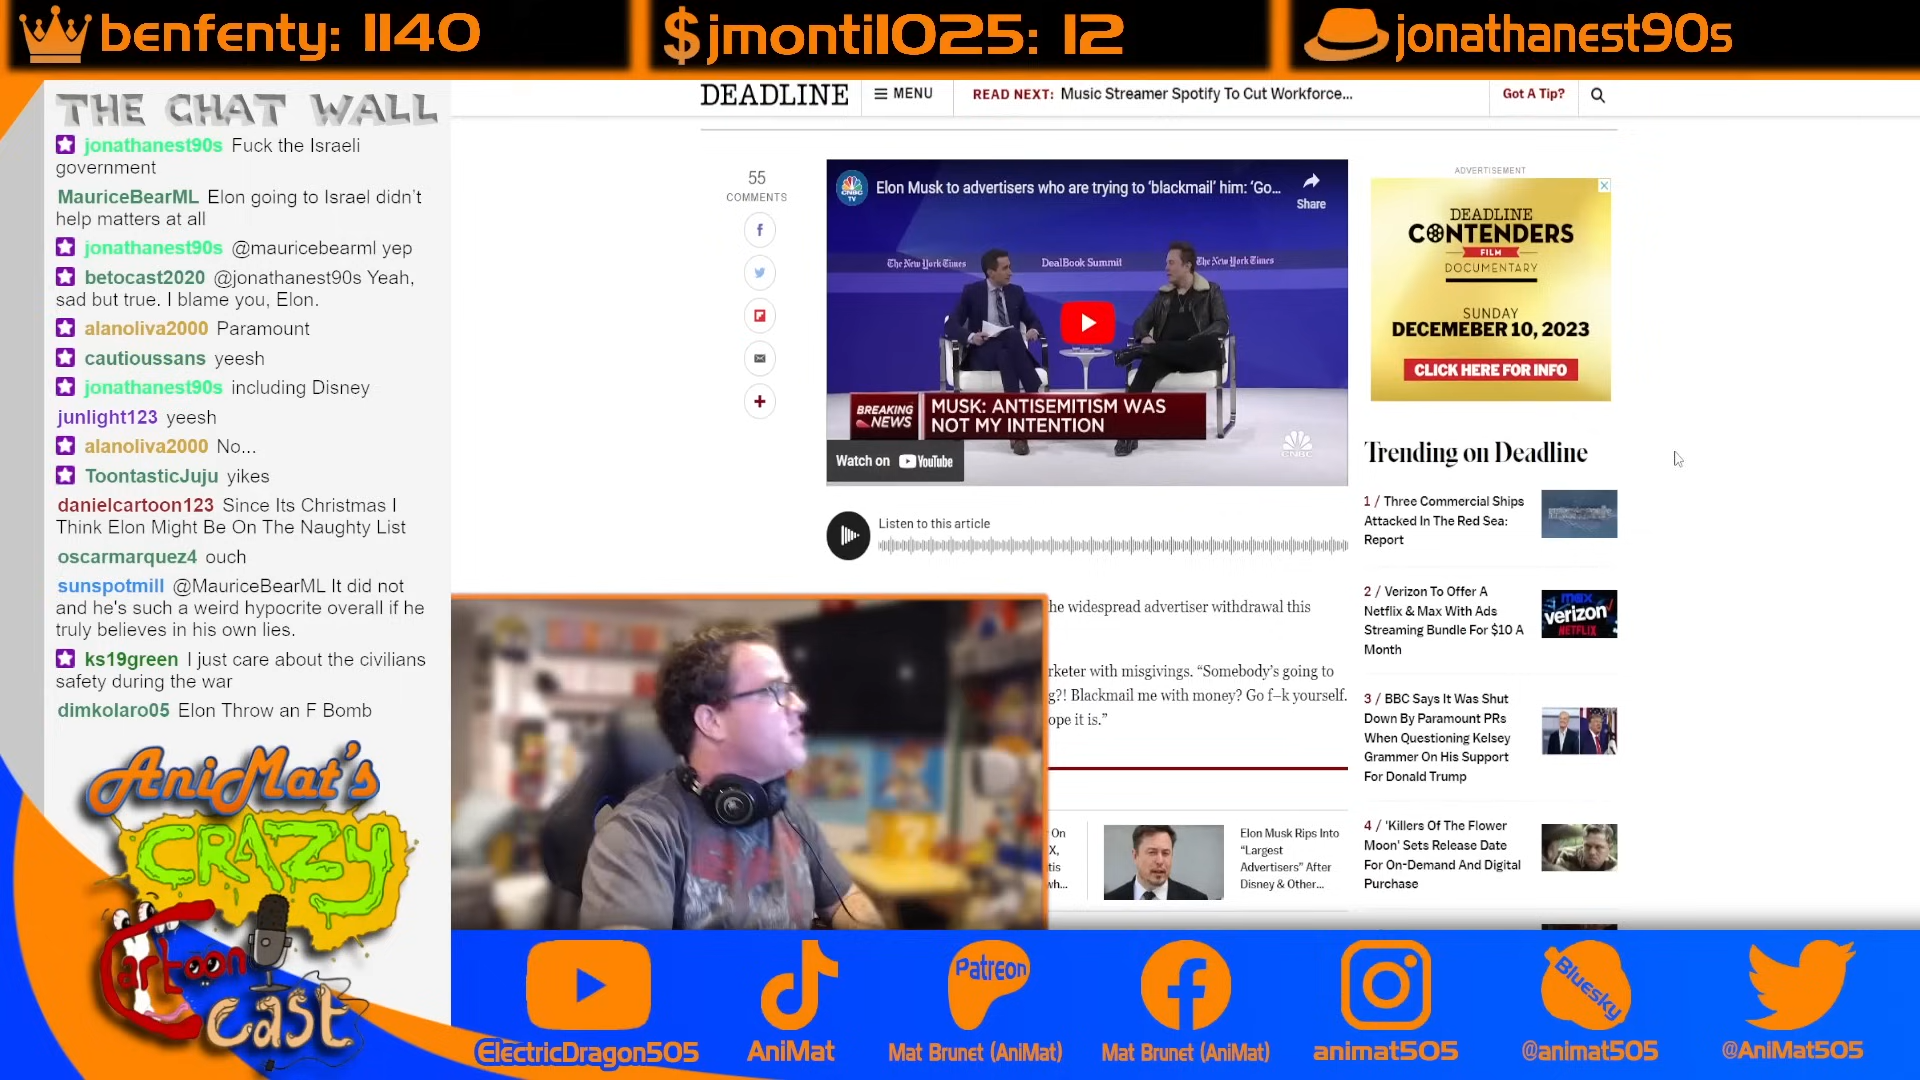 benfenty: 1140
$jmonti1025: 12
jonathanest90s
THE CHAT WALL
jonathanest90s Fuck the Israeli
government
MauriceBearML Elon going to Israel didn't
help matters at all
jonathanest90s @mauricebearml yep
betocast2020 @jonathanest90s Yeah,
sad but true. I blame you, Elon.
alanoliva2000 Paramount
cautioussans yeesh
jonathanest90s including Disney
junlight123 yeesh
alanoliva2000 No...
ToontasticJuju yikes
danielcartoon123 Since Its Christmas I
Think Elon Might Be On The Naughty List
oscarmarquez4 ouch
sunspotmill @MauriceBearML It did not
and he's such a weird hypocrite overall if he
truly believes in his own lies.
ks19green I just care about the civilians
safety during the war
dimkolaro05 Elon Throw an F Bomb
AniMat's
CRAZY
Cartoon
cast
DEADLINE
MENU
READ NEXT: Music Streamer Spotify To Cut Workforce...
Got A Tip?
55
COMMENTS
CNBC
TV
Elon Musk to advertisers who are trying to 'blackmail' him: 'Go...
Share
The New York Times
DealBook Summit
The New York Times
BREAKING
NEWS
MUSK: ANTISEMITISM WAS
NOT MY INTENTION
CNBC
Watch on YouTube
Listen to this article
he widespread advertiser withdrawal this
rketer with misgivings. “Somebody's going to
g?! Blackmail me with money? Go f–k yourself.
ope it is.”
On
X,
tis
wh...
Elon Musk Rips Into
“Largest
Advertisers” After
Disney & Other...
ADVERTISEMENT
DEADLINE
CONTENDERS
FILM
DOCUMENTARY
SUNDAY
DECEMEBER 10, 2023
CLICK HERE FOR INFO
Trending on Deadline
1 / Three Commercial Ships
Attacked In The Red Sea:
Report
2 / Verizon To Offer A
Netflix & Max With Ads
Streaming Bundle For $10 A
Month
max
verizon
NETFLIX
3 / BBC Says It Was Shut
Down By Paramount PRs
When Questioning Kelsey
Grammer On His Support
For Donald Trump
4 / 'Killers Of The Flower
Moon' Sets Release Date
For On-Demand And Digital
Purchase
ElectricDragon505
AniMat
Patreon
Mat Brunet (AniMat)
Mat Brunet (AniMat)
animat505
Bluesky
@animat505
@AniMat505